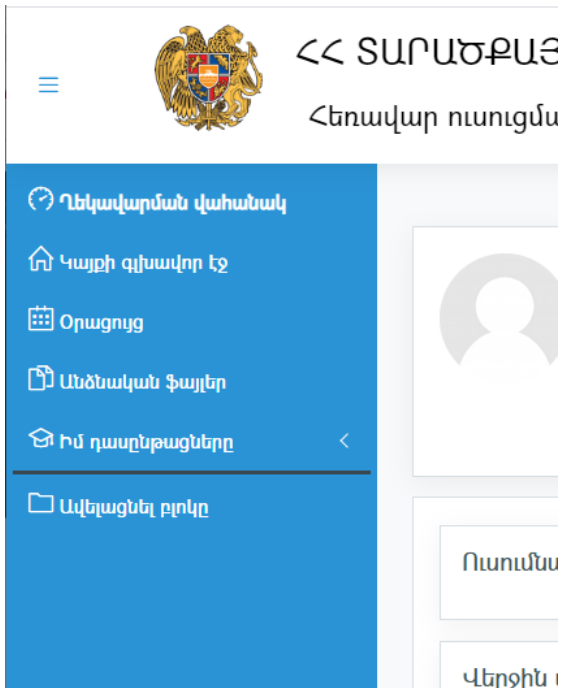 ՀՀ ՏԱՐԱԾՔԱՅ
Հեռավար ուսուցմա
Ղեկավարման վահանակ
Կայքի գլխավոր էջ
Օրացույց
Անձնական ֆայլեր
Իմ դասընթացները
Ավելացնել բլոկը
Ուսումնա
Վերջին